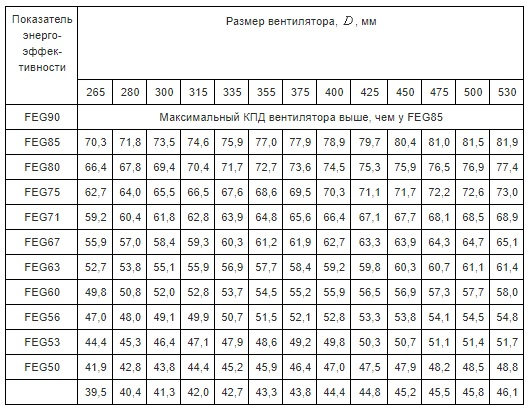 Показатель Размер вентилятора, D, мм
энерго-
эффек-
тивности
265 280 300 315 335 355 375 400 425 450 475 500 530
FEG90 Максимальный КПД вентилятора выше, чем у FEG85
FEG85 70,3 71,8 73,5 74,6 75,9 77,0 77,9 78,9 79,7 80,4 81,0 81,5 81,9
FEG80 66,4 67,8 69,4 70,4 71,7 72,7 73,6 74,5 75,3 75,9 76,5 76,9 77,4
FEG75 62,7 64,0 65,5 66,5 67,6 68,6 69,5 70,3 71,1 71,7 72,2 72,6 73,0
FEG71 59,2 60,4 61,8 62,8 63,9 64,8 65,6 66,4 67,1 67,7 68,1 68,5 68,9
FEG67 55,9 57,0 58,4 59,3 60,3 61,2 61,9 62,7 63,3 63,9 64,3 64,7 65,1
FEG63 52,7 53,8 55,1 55,9 56,9 57,7 58,4 59,2 59,8 60,3 60,7 61,1 61,4
FEG60 49,8 50,8 52,0 52,8 53,7 54,5 55,2 55,9 56,5 56,9 57,3 57,7 58,0
FEG56 47,0 48,0 49,1 49,9 50,7 51,5 52,1 52,8 53,3 53,8 54,1 54,5 54,8
FEG53 44,4 45,3 46,4 47,1 47,9 48,6 49,2 49,8 50,3 50,7 51,1 51,4 51,7
FEG50 41,9 42,8 43,8 44,4 45,2 45,9 46,4 47,0 47,5 47,9 48,2 48,5 48,8
39,5 40,4 41,3 42,0 42,7 43,3 43,8 44,4 44,8 45,2 45,5 45,8 46,1